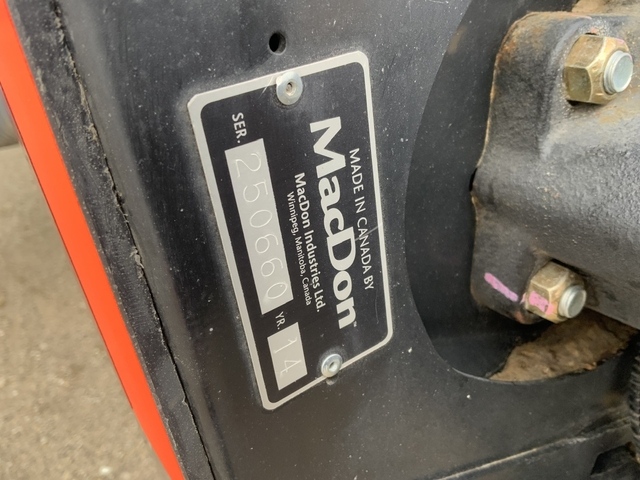 MADE IN CANADA BY
MacDon
MacDon Industries Ltd.
Winnipeg, Manitoba, Canada
SER. 250660 YR. 14